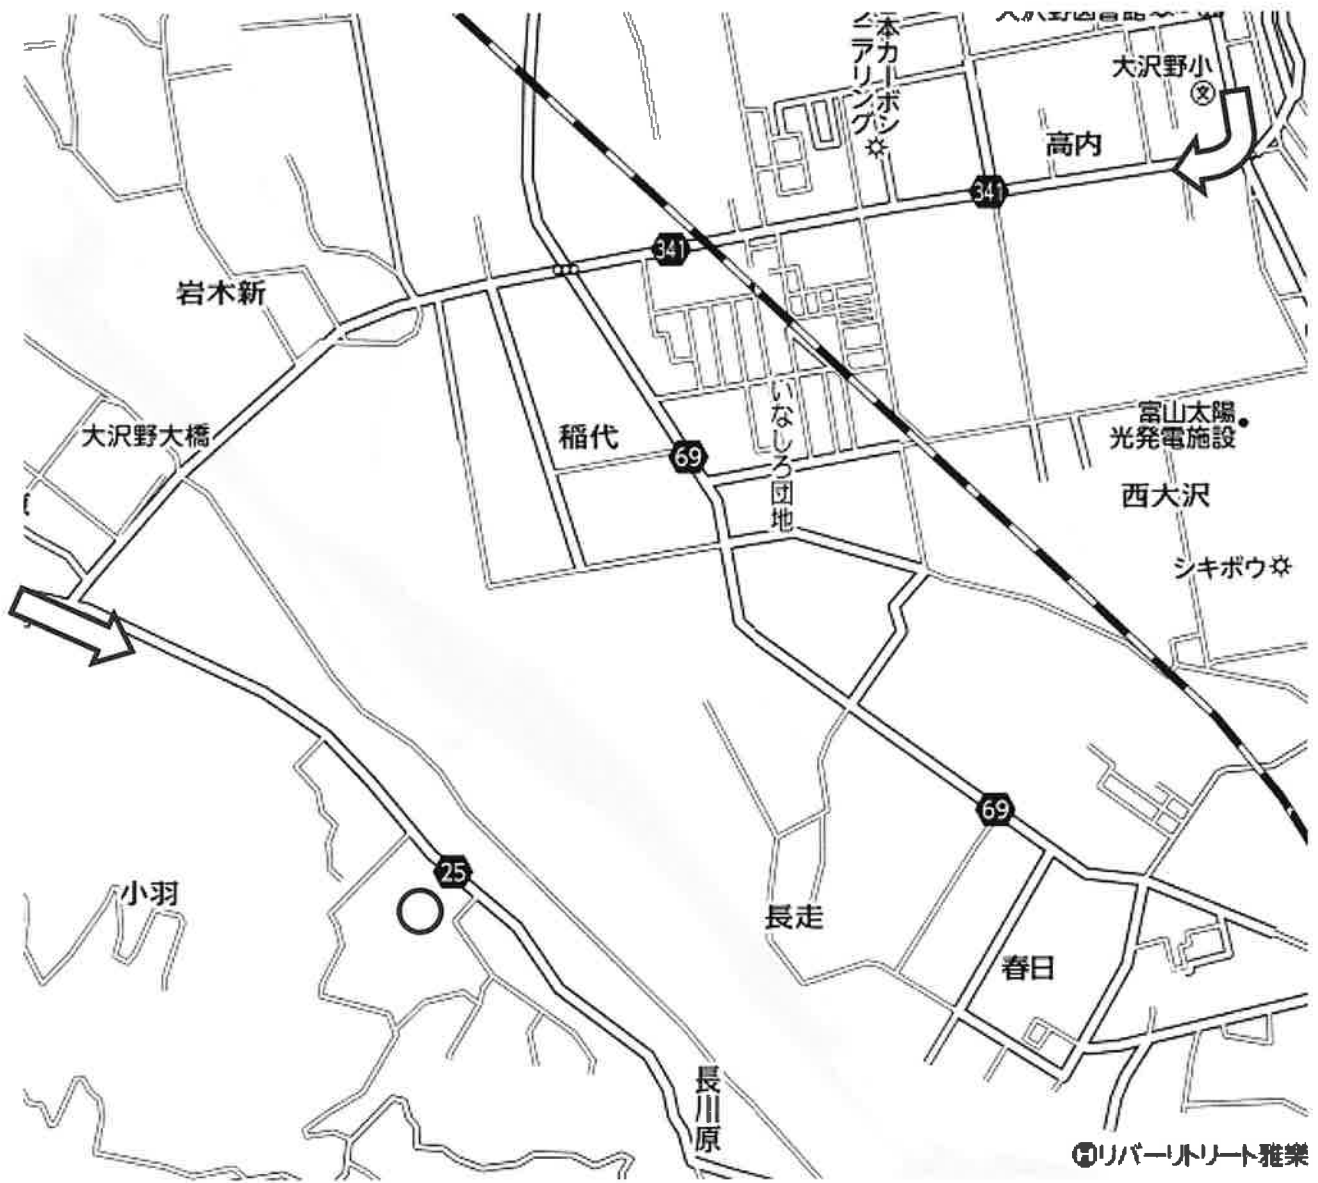 本カーボン
ニアリング
大沢野小
文
高内
341
341
岩木新
大沢野大橋
稲代
69
いなしろ団地
富山太陽
光発電施設
西大沢
シキボウ
69
25
小羽
長走
春日
長川原
Hリバーリトリート雅樂